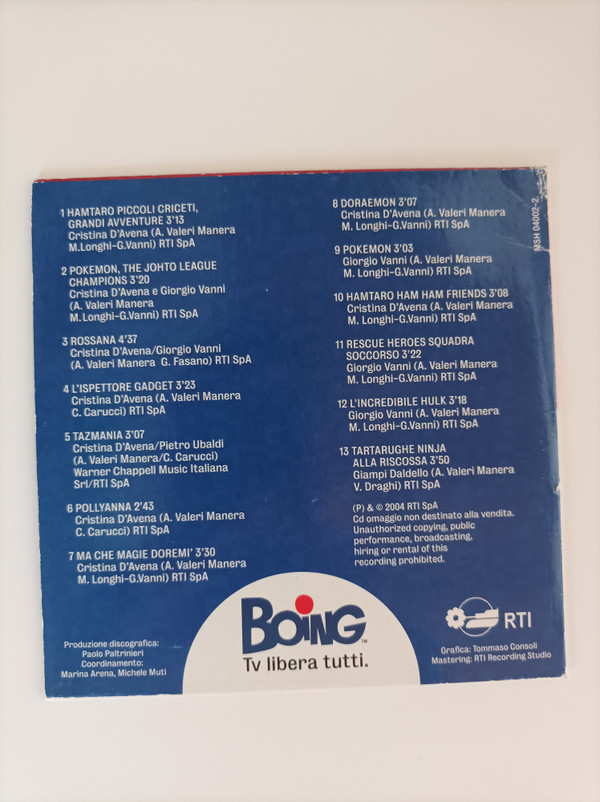 1 HAMTARO PICCOLI CRICETI,
GRANDI AVVENTURE 3'13
Cristina D'Avena (A. Valeri Manera
M.Longhi-G.Vanni) RTI SpA
2 POKEMON, THE JOHTO LEAGUE
CHAMPIONS 3'20
Cristina D'Avena e Giorgio Vanni
(A. Valeri Manera
M. Longhi-G.Vanni) RTI SpA
3 ROSSANA 4'37
Cristina D'Avena/Giorgio Vanni
(A. Valeri Manera G. Fasano) RTI SpA
4 L'ISPETTORE GADGET 3'23
Cristina D'Avena (A. Valeri Manera
C. Carucci) RTI SpA
5 TAZMANIA 3'07
Cristina D'Avena/Pietro Ubaldi
(A. Valeri Manera/C. Carucci)
Warner Chappell Music Italiana
Srl/RTI SpA
6 POLLYANNA 2'43
Cristina D'Avena (A. Valeri Manera
C. Carucci) RTI SpA
7 MA CHE MAGIE DOREMI' 3'30
Cristina D'Avena (A. Valeri Manera
M. Longhi-G.Vanni) RTI SpA
8 DORAEMON 3'07
Cristina D'Avena (A. Valeri Manera
M. Longhi-G.Vanni) RTI SpA
9 POKEMON 3'03
Giorgio Vanni (A. Valeri Manera
M. Longhi-G.Vanni) RTI SpA
10 HAMTARO HAM HAM FRIENDS 3'08
Cristina D'Avena (A. Valeri Manera
M. Longhi-G.Vanni) RTI SpA
11 RESCUE HEROES SQUADRA
SOCCORSO 3'22
Giorgio Vanni (A. Valeri Manera
M. Longhi-G.Vanni) RTI SpA
12 L'INCREDIBILE HULK 3'18
Giorgio Vanni (A. Valeri Manera
M. Longhi-G.Vanni) RTI SpA
13 TARTARUGHE NINJA
ALLA RISCOSSA 3'50
Giampi Daldello (A. Valeri Manera
V. Draghi) RTI SpA
(P) & © 2004 RTI SpA
Cd omaggio non destinato alla vendita.
Unauthorized copying, public
performance, broadcasting,
hiring or rental of this
recording prohibited.
MSH 04002-2
Produzione discografica:
Paolo Paltrinieri
Coordinamento:
Marina Arena, Michele Muti
BOING™
Tv libera tutti.
RTI
Grafica: Tommaso Consoli
Mastering: RTI Recording Studio